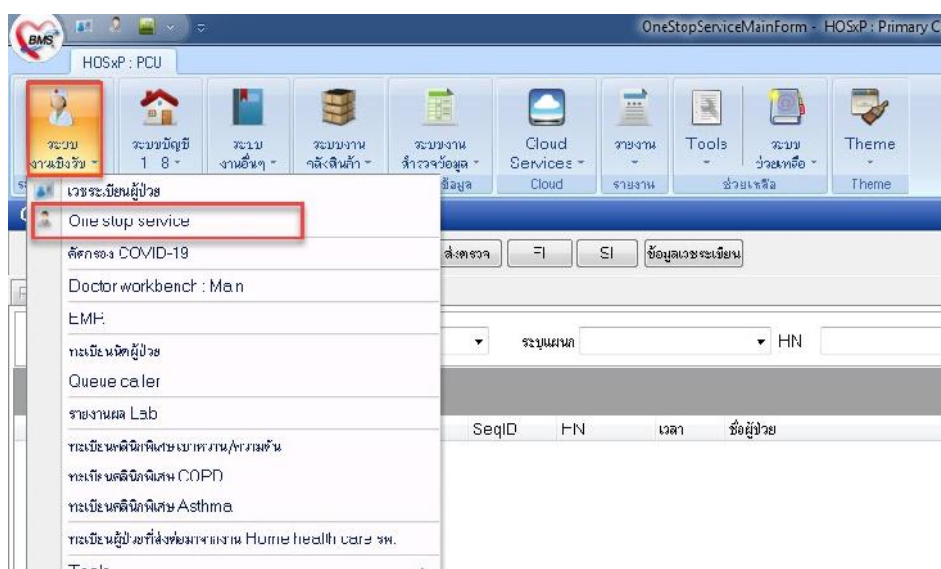 BMS
OneStopServiceMainForm - HOSxP : Primary C
HOSxP : PCU
ระบบ
งานเชิงรับ
ระบบบัญชี
1 8
ระบบ
งานอื่นๆ
ระบบงาน
คลังสินค้า
ระบบงาน
สำรวจข้อมูล
Cloud
Services
รายงาน
Tools
ระบบ
ช่วยเหลือ
Theme
Cloud
รายงาน
ช่วยเหลือ
Theme
เวชระเบียนผู้ป่วย
One stop service
คัดกรอง COVID-19
Doctor workbench : Main
EMR
ทะเบียนนัดผู้ป่วย
Queue caller
รายงานผล Lab
ทะเบียนคลินิกพิเศษเบาหวาน/ความดัน
ทะเบียนคลินิกพิเศษ COPD
ทะเบียนคลินิกพิเศษ Asthma
ทะเบียนผู้ป่วยที่ส่งต่อมาจากงาน Home health care รพ.
Tools
ส่งตรวจ
ข้อมูลเวชระเบียน
ระบุแผนก
HN
SeqID HN เวลา ชื่อผู้ป่วย